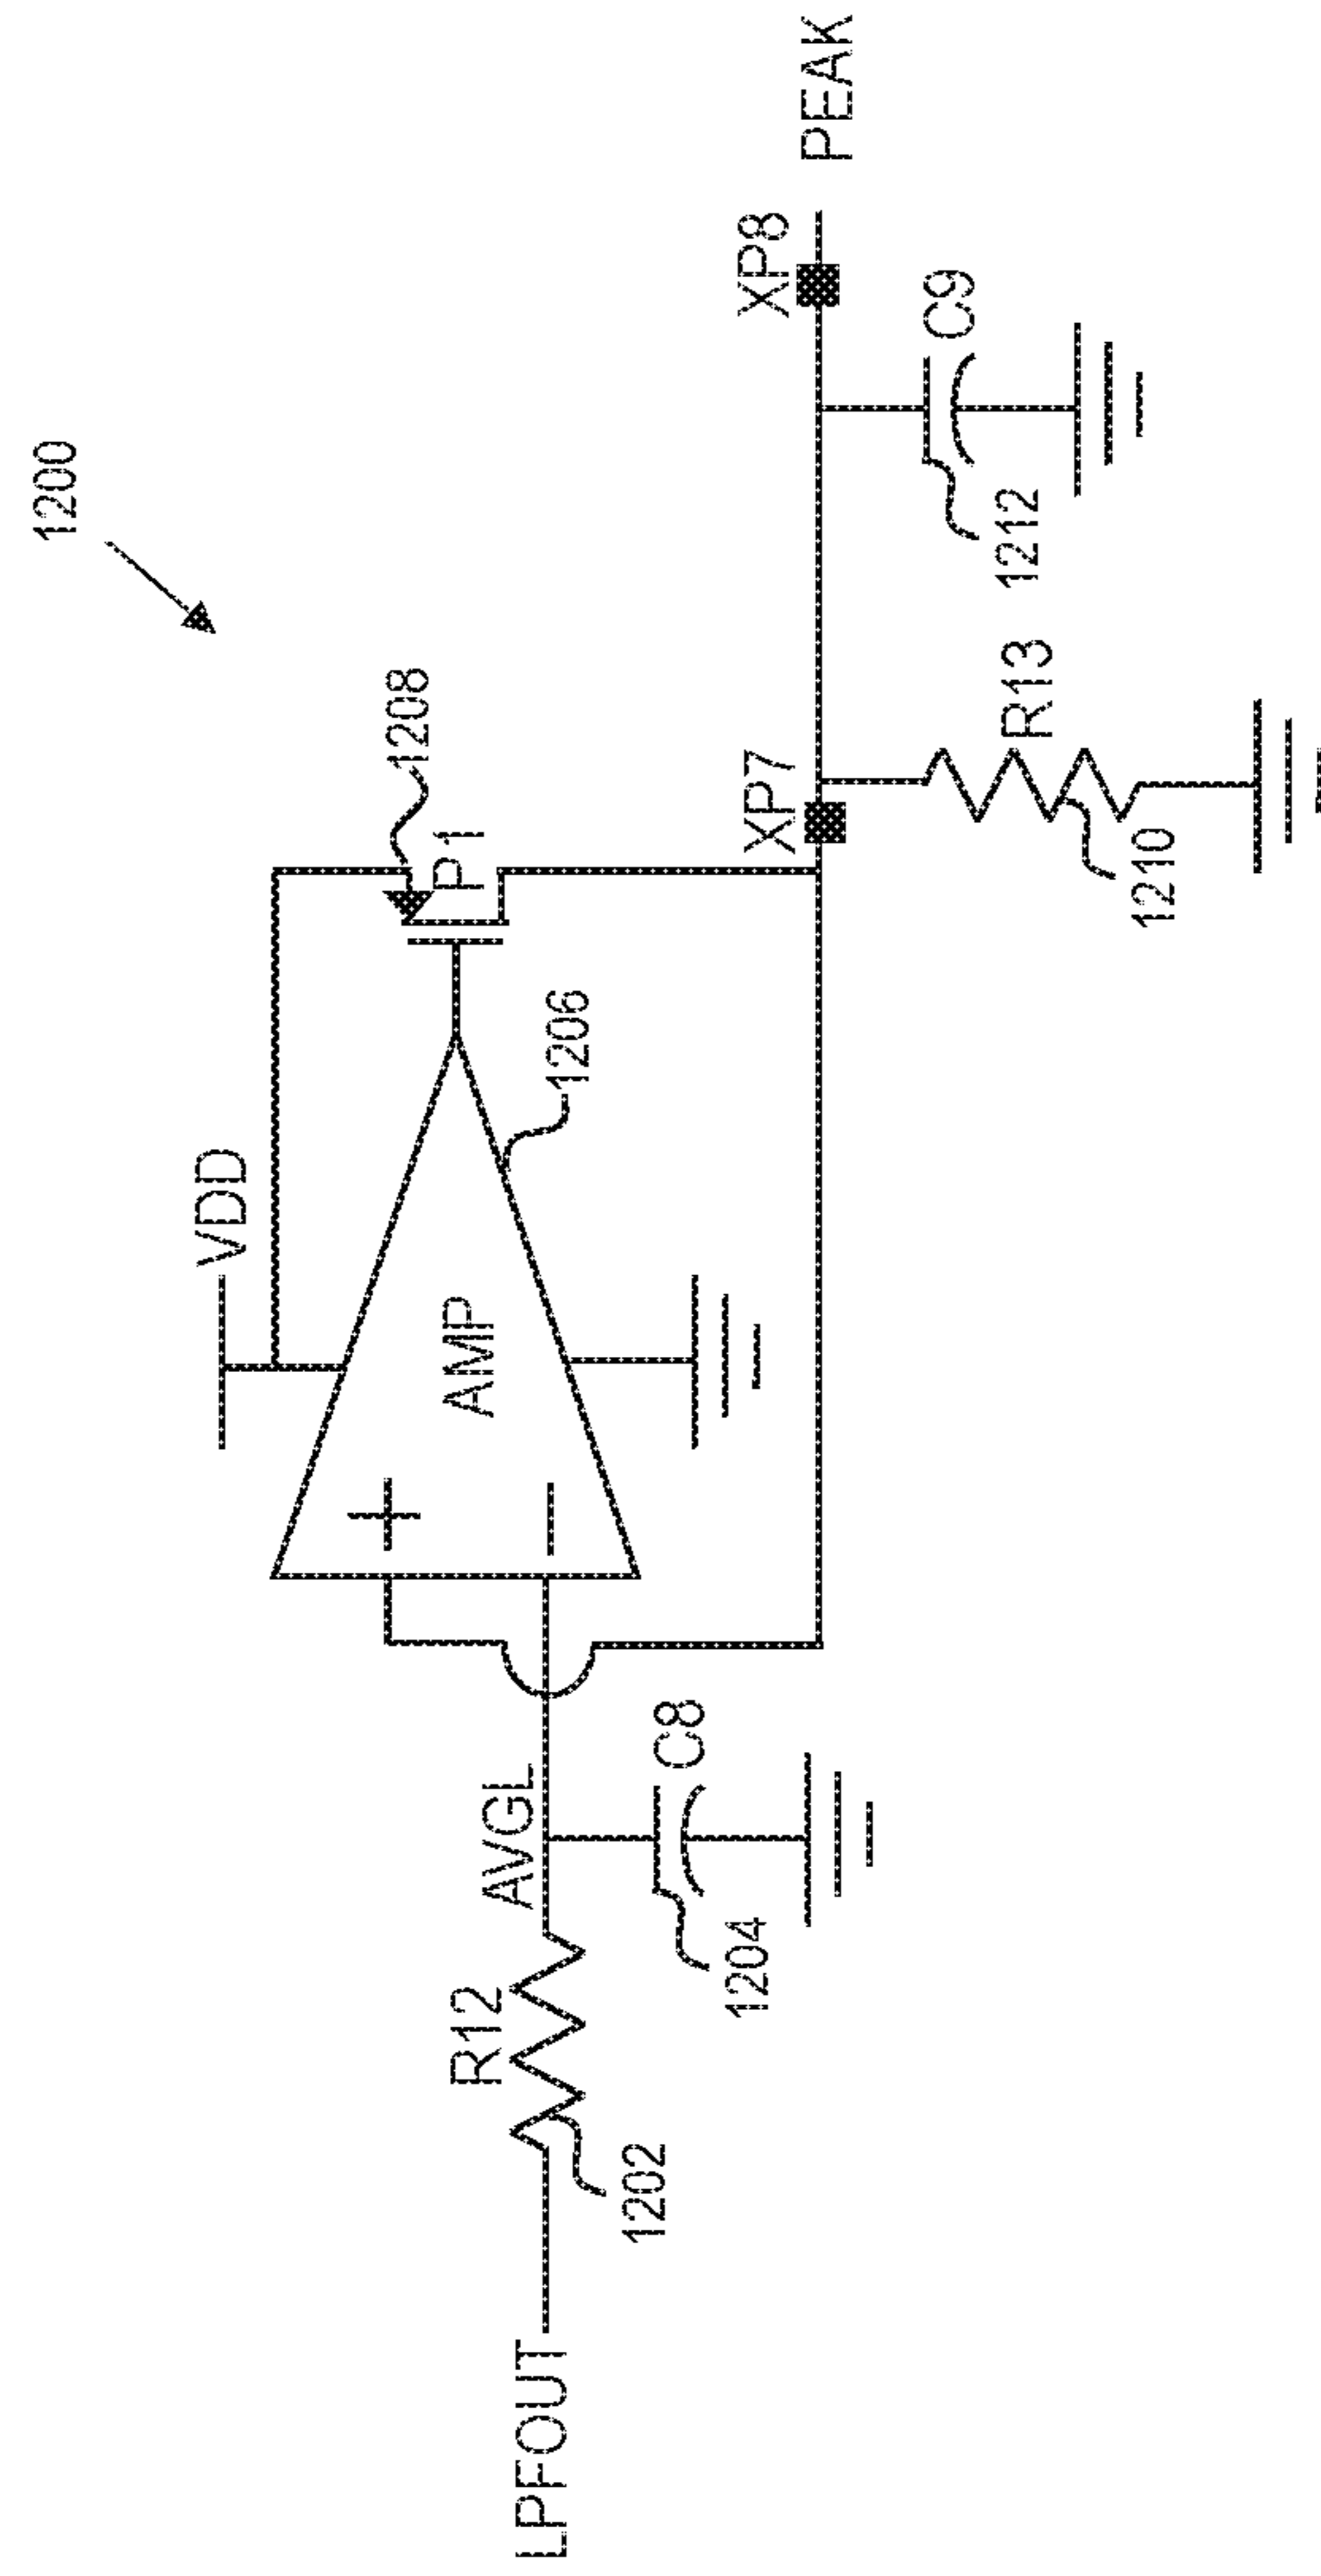 1200
VDD
1208
P1
AMP
+
−
1206
LPFOUT
R12
1202
AVGL
C8
1204
XP7
R13
1210
XP8
PEAK
C9
1212